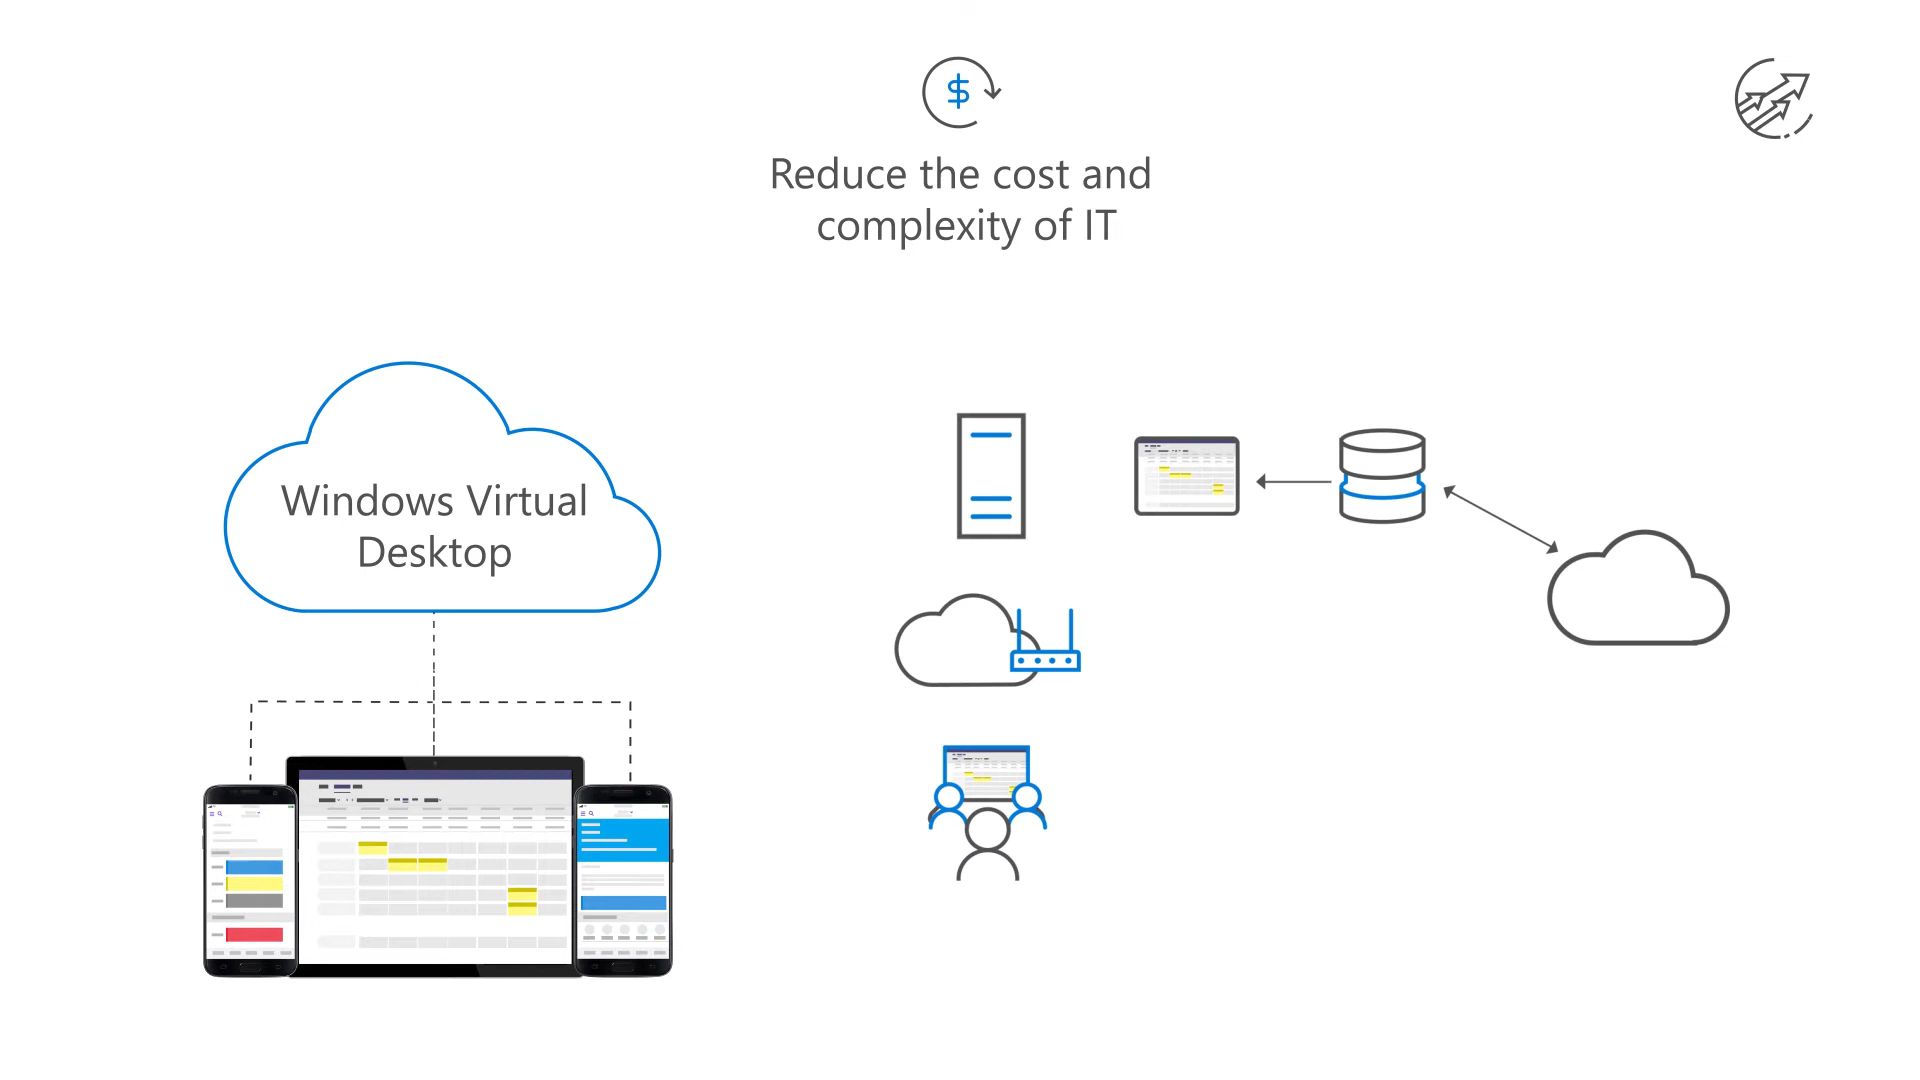 $
Reduce the cost and
complexity of IT
Windows Virtual
Desktop